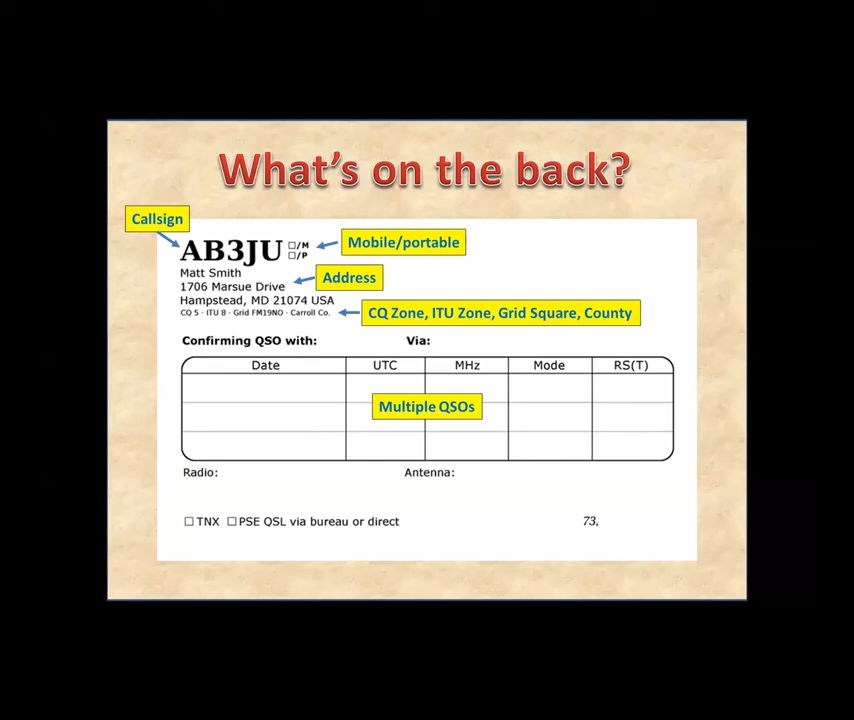 What's on the back?
Callsign
AB3JU □/M
□/P
Mobile/portable
Matt Smith
1706 Marsue Drive
Address
Hampstead, MD 21074 USA
CQ 5 · ITU 8 · Grid FM19NO · Carroll Co.
CQ Zone, ITU Zone, Grid Square, County
Confirming QSO with: Via:
Date UTC MHz Mode RS(T)
Multiple QSOs
Radio: Antenna:
□ TNX □ PSE QSL via bureau or direct 73,